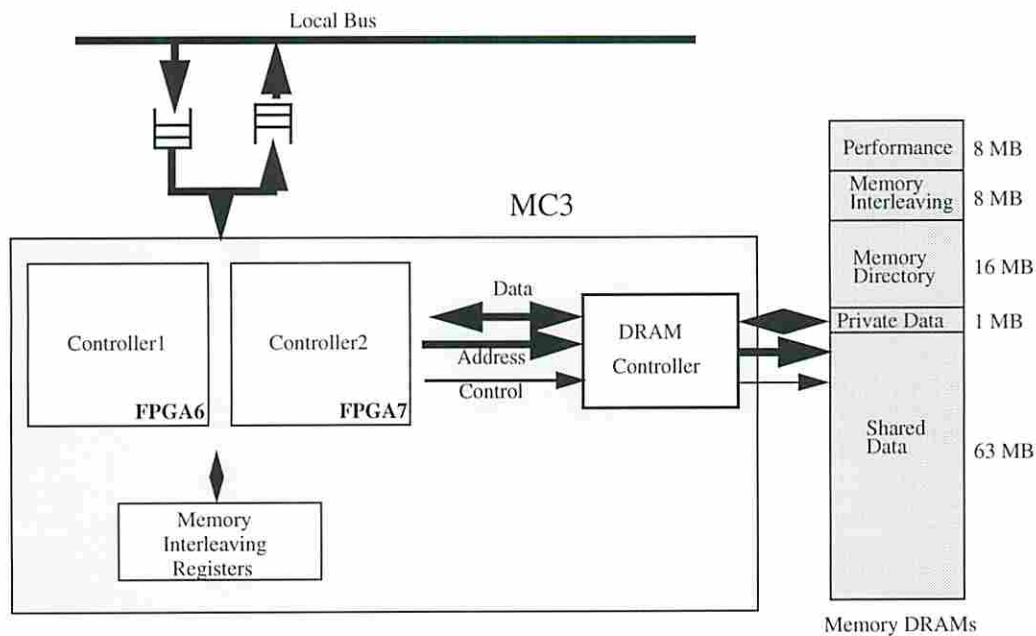 Local Bus
MC3
Performance
8 MB
Memory
Interleaving
8 MB
Memory
Directory
16 MB
Private Data
1 MB
Shared
Data
63 MB
Memory DRAMs
Controller1
FPGA6
Controller2
FPGA7
Data
Address
Control
DRAM
Controller
Memory
Interleaving
Registers